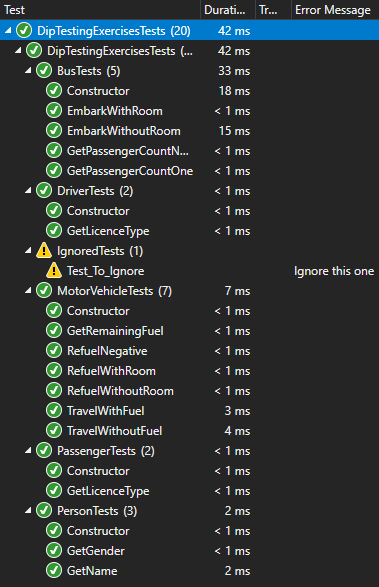 Test Durati... Tr... Error Message
DipTestingExercisesTests (20) 42 ms
DipTestingExercisesTests (... 42 ms
BusTests (5) 33 ms
Constructor 18 ms
EmbarkWithRoom < 1 ms
EmbarkWithoutRoom 15 ms
GetPassengerCountN... < 1 ms
GetPassengerCountOne < 1 ms
DriverTests (2) < 1 ms
Constructor < 1 ms
GetLicenceType < 1 ms
IgnoredTests (1)
Test_To_Ignore Ignore this one
MotorVehicleTests (7) 7 ms
Constructor < 1 ms
GetRemainingFuel < 1 ms
RefuelNegative < 1 ms
RefuelWithRoom < 1 ms
RefuelWithoutRoom < 1 ms
TravelWithFuel 3 ms
TravelWithoutFuel 4 ms
PassengerTests (2) < 1 ms
Constructor < 1 ms
GetLicenceType < 1 ms
PersonTests (3) 2 ms
Constructor < 1 ms
GetGender < 1 ms
GetName 2 ms